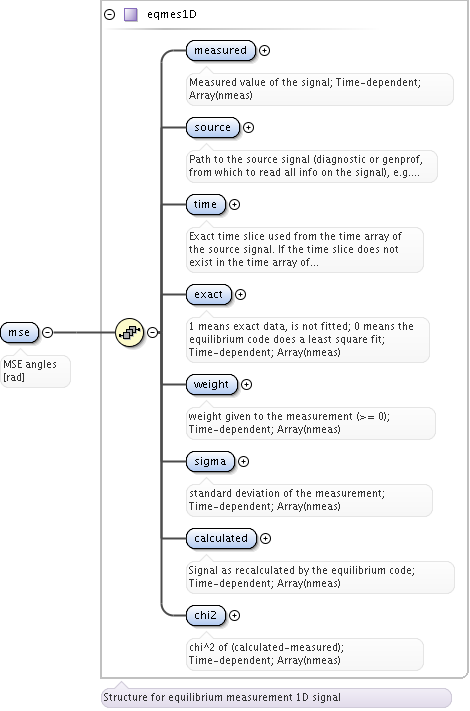 eqmes1D
measured
Measured value of the signal; Time-dependent;
Array(nmeas)
source
Path to the source signal (diagnostic or genprof,
from which to read all info on the signal), e.g....
time
Exact time slice used from the time array of
the source signal. If the time slice does not
exist in the time array of...
exact
1 means exact data, is not fitted; 0 means the
equilibrium code does a least square fit;
Time-dependent; Array(nmeas)
mse
MSE angles
[rad]
weight
weight given to the measurement (>= 0);
Time-dependent; Array(nmeas)
sigma
standard deviation of the measurement;
Time-dependent; Array(nmeas)
calculated
Signal as recalculated by the equilibrium code;
Time-dependent; Array(nmeas)
chi2
chi^2 of (calculated-measured);
Time-dependent; Array(nmeas)
Structure for equilibrium measurement 1D signal